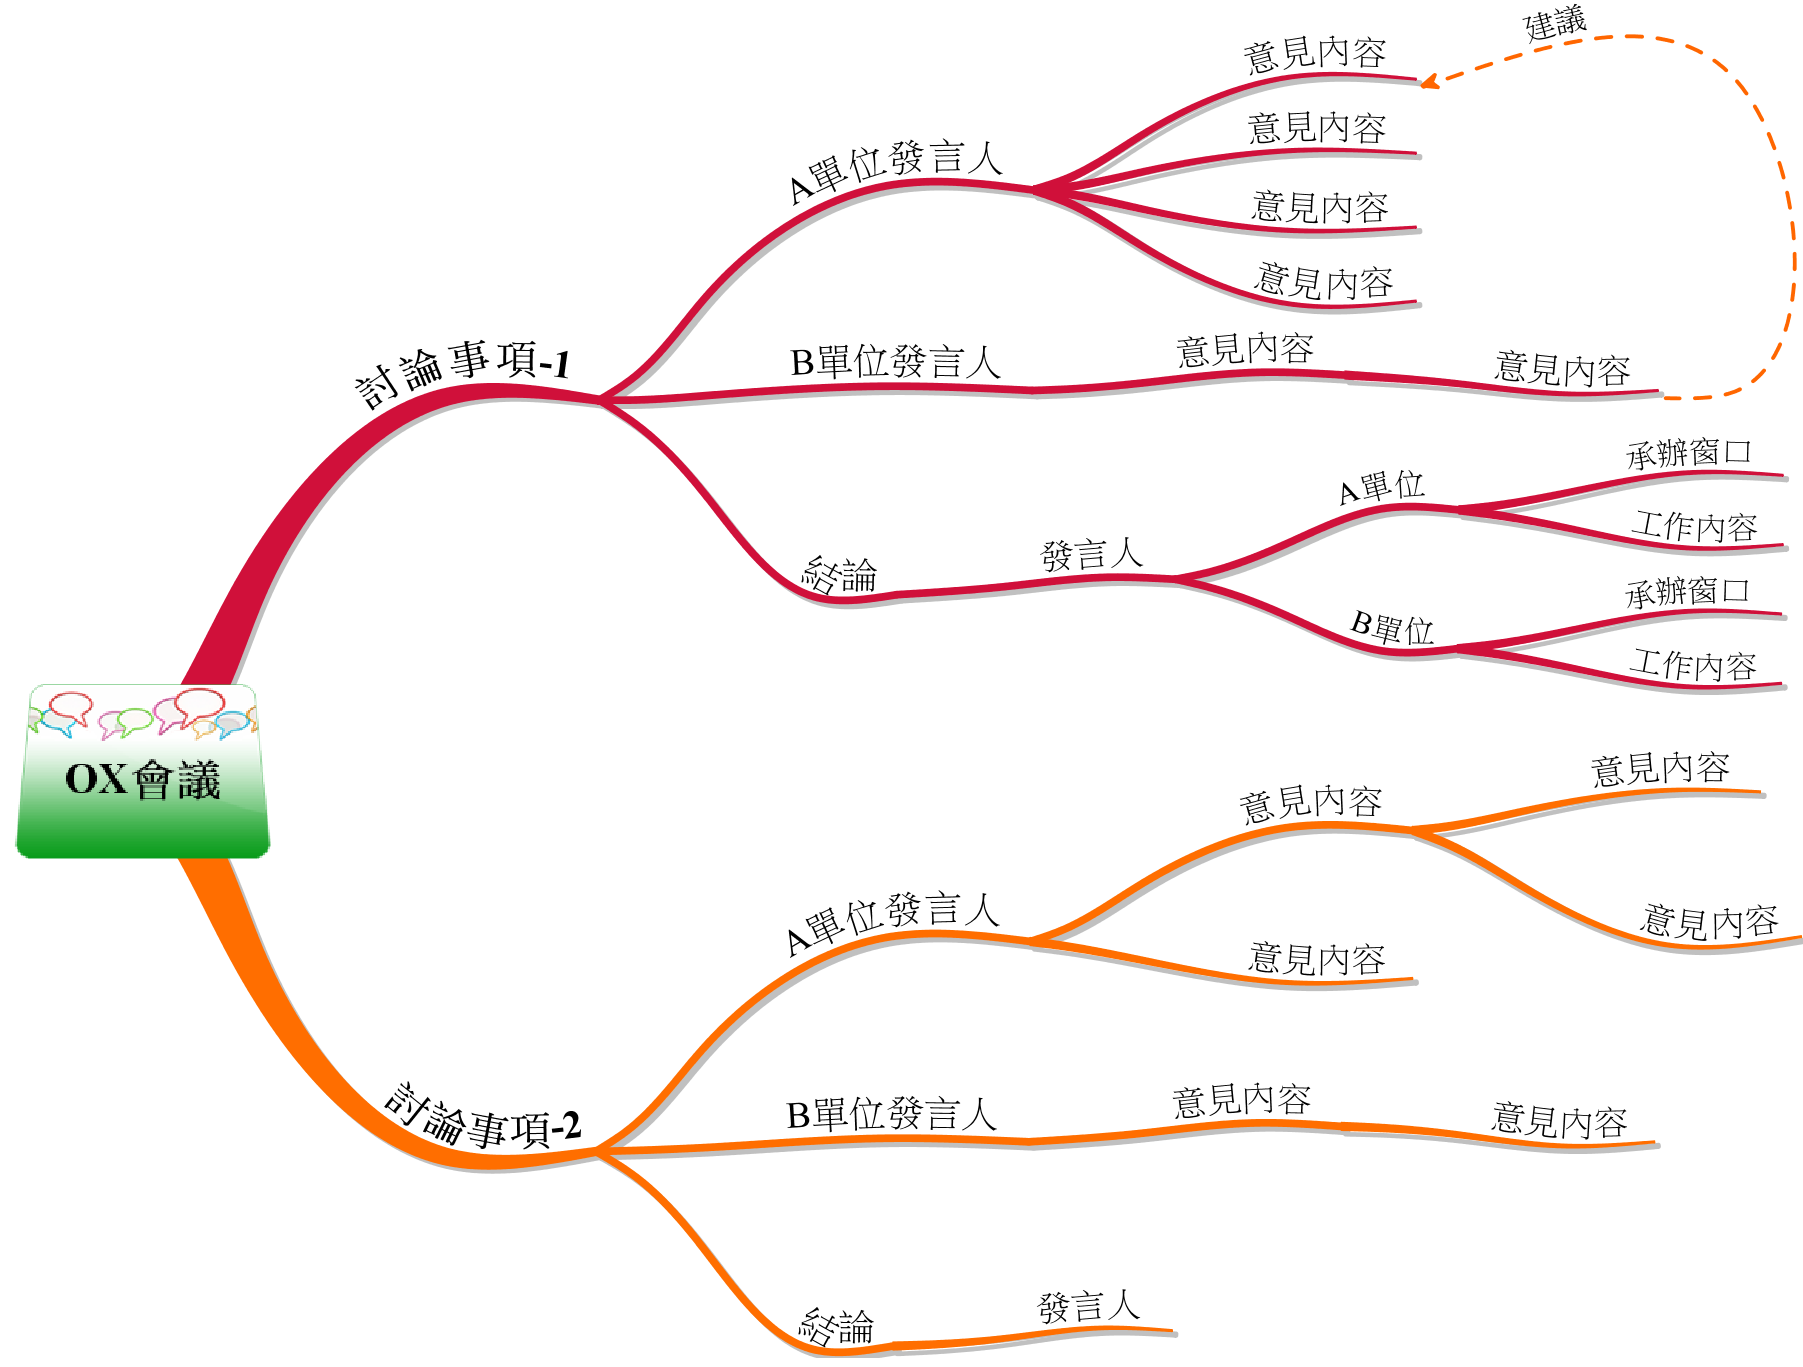 OX會議
討論事項-1
A單位發言人
意見內容
意見內容
意見內容
意見內容
建議
B單位發言人
意見內容
意見內容
結論
發言人
A單位
承辦窗口
工作內容
B單位
承辦窗口
工作內容
討論事項-2
A單位發言人
意見內容
意見內容
意見內容
意見內容
B單位發言人
意見內容
意見內容
結論
發言人